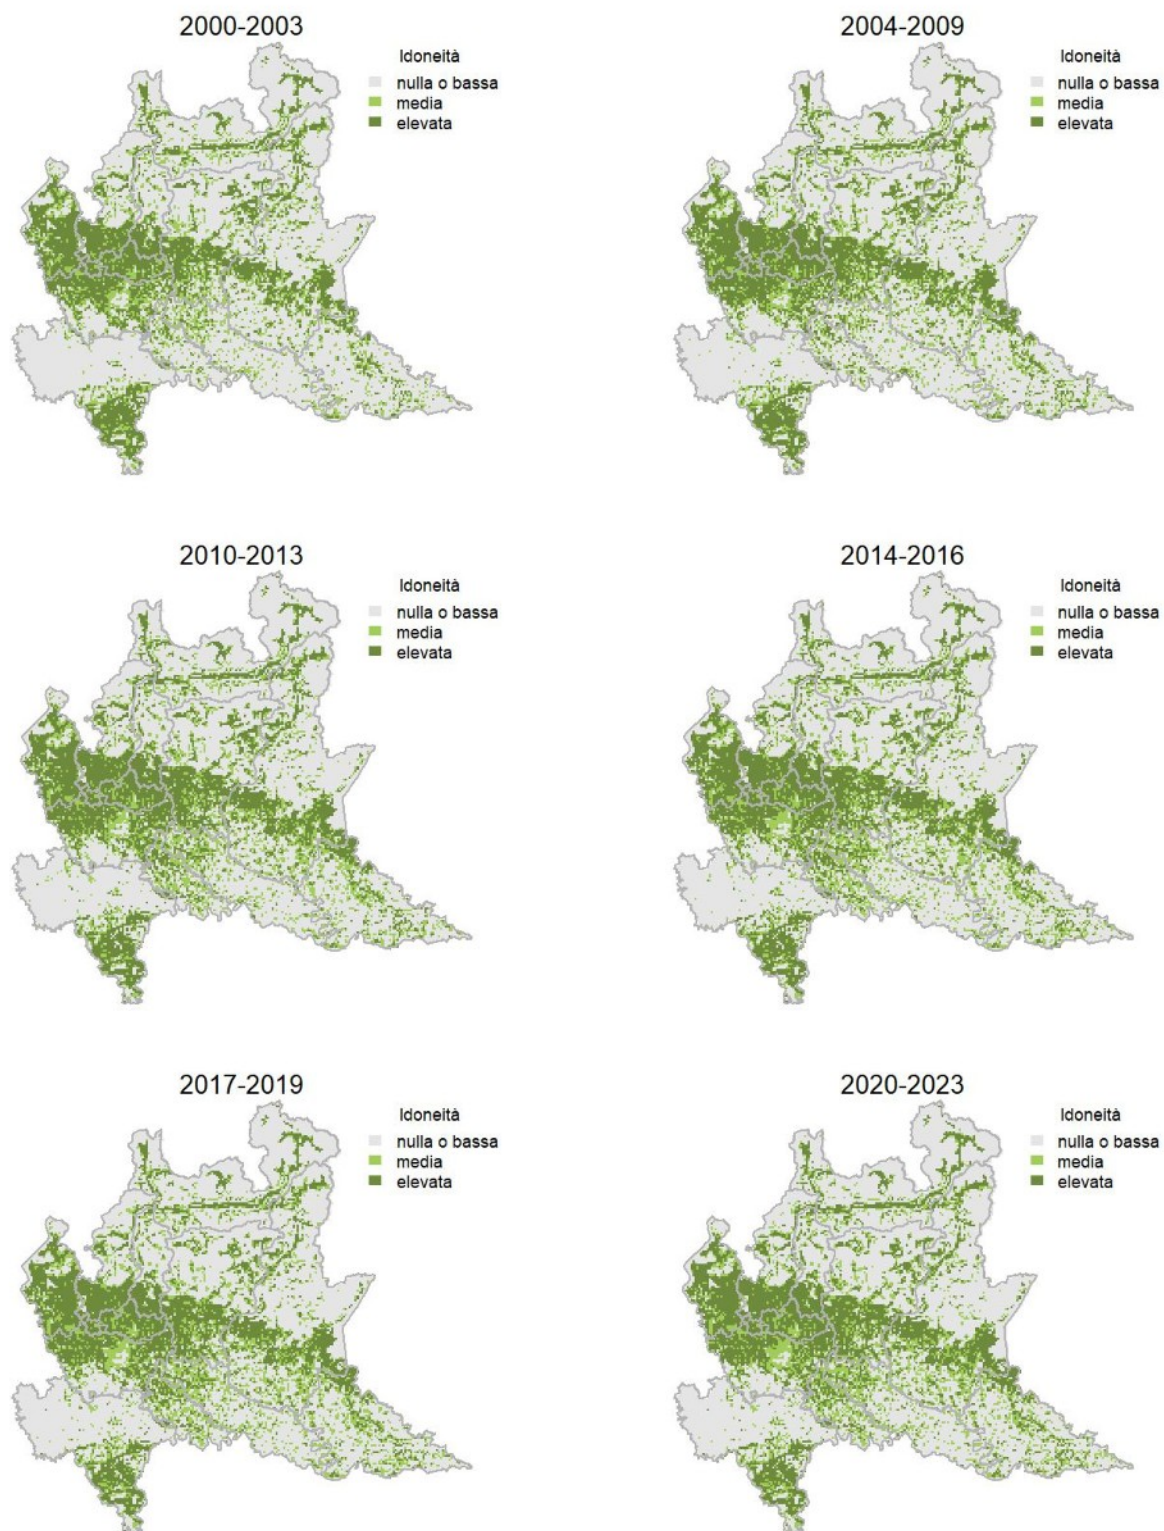 2000-2003
Idoneità
nulla o bassa
media
elevata
2004-2009
Idoneità
nulla o bassa
media
elevata
2010-2013
Idoneità
nulla o bassa
media
elevata
2014-2016
Idoneità
nulla o bassa
media
elevata
2017-2019
Idoneità
nulla o bassa
media
elevata
2020-2023
Idoneità
nulla o bassa
media
elevata